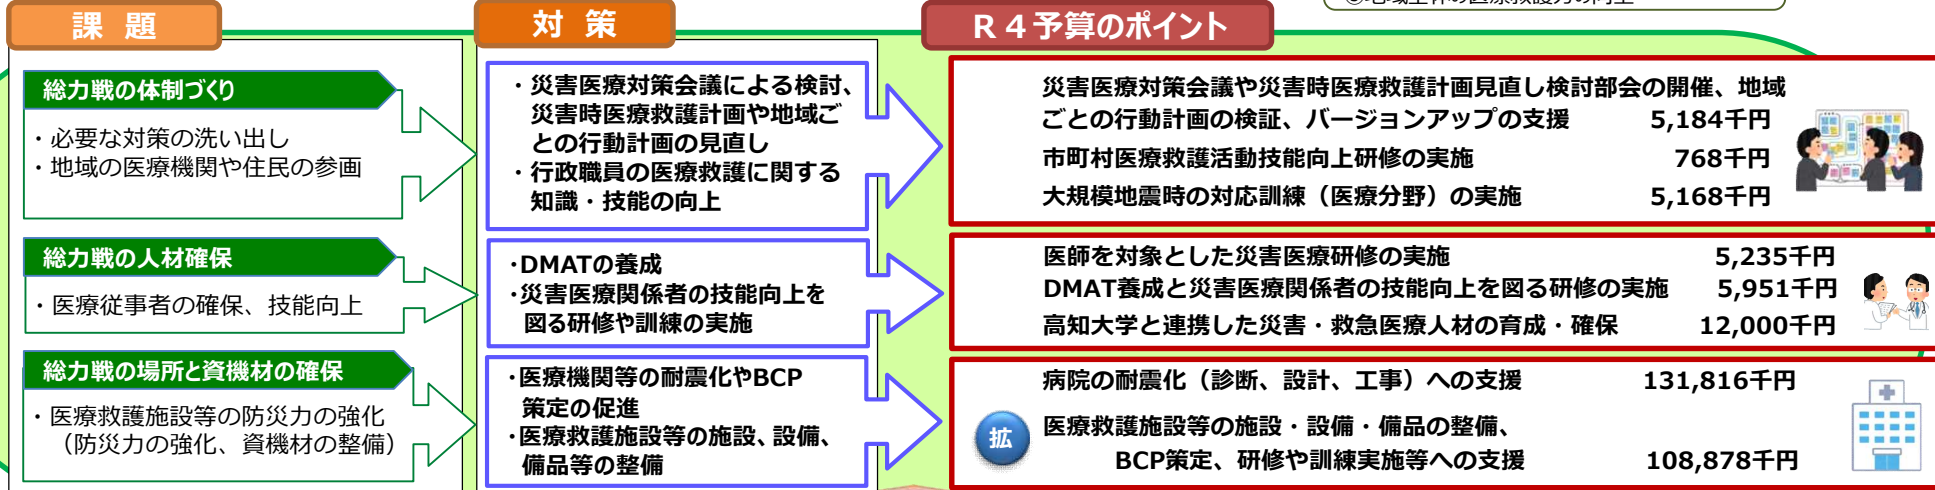 課 題
総力戦の体制づくり
・必要な対策の洗い出し
・地域の医療機関や住民の参画
総力戦の人材確保
・医療従事者の確保、技能向上
総力戦の場所と資機材の確保
・医療救護施設等の防災力の強化
（防災力の強化、資機材の整備）
対 策
・災害医療対策会議による検討、
災害時医療救護計画や地域ご
との行動計画の見直し
・行政職員の医療救護に関する
知識・技能の向上
・DMATの養成
・災害医療関係者の技能向上を
図る研修や訓練の実施
・医療機関等の耐震化やBCP
策定の促進
・医療救護施設等の施設、設備、
備品等の整備
R４予算のポイント
災害医療対策会議や災害時医療救護計画見直し検討部会の開催、地域
ごとの行動計画の検証、バージョンアップの支援 5,184千円
市町村医療救護活動技能向上研修の実施 768千円
大規模地震時の対応訓練（医療分野）の実施 5,168千円
医師を対象とした災害医療研修の実施 5,235千円
DMAT養成と災害医療関係者の技能向上を図る研修の実施 5,951千円
高知大学と連携した災害・救急医療人材の育成・確保 12,000千円
病院の耐震化（診断、設計、工事）への支援 131,816千円
拡
医療救護施設等の施設・設備・備品の整備、
BCP策定、研修や訓練実施等への支援 108,878千円